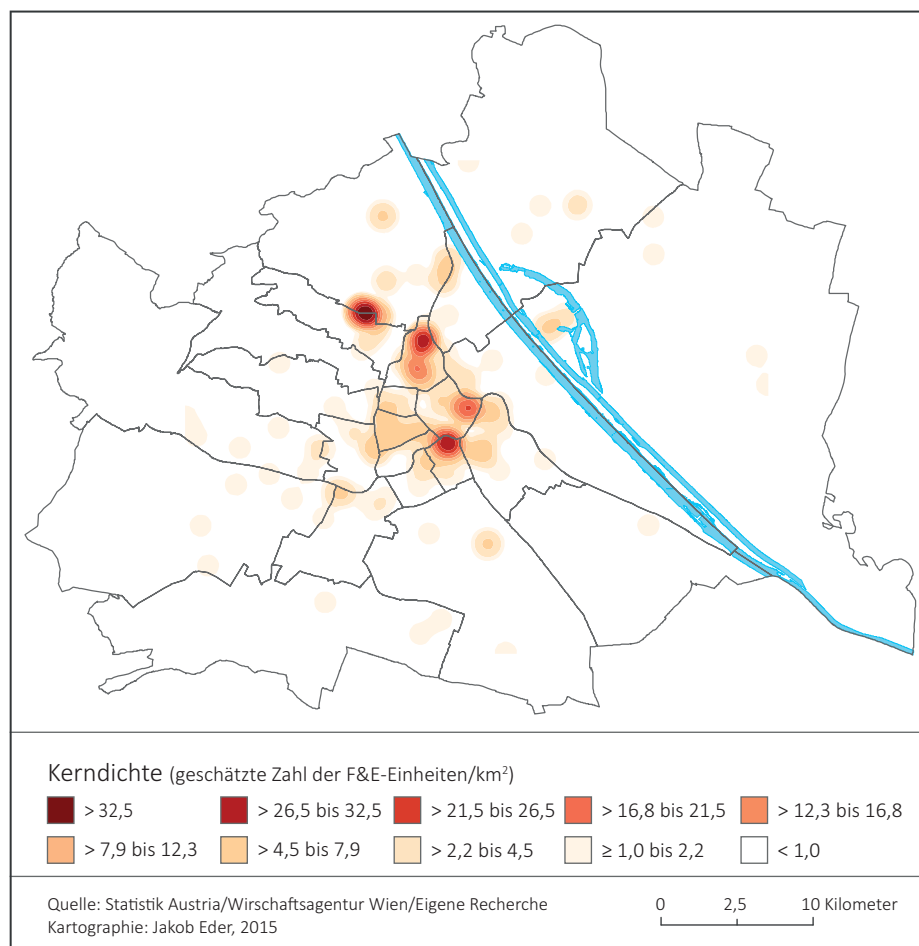 Kerndichte (geschätzte Zahl der F&E-Einheiten/km²)
> 32,5 > 26,5 bis 32,5 > 21,5 bis 26,5 > 16,8 bis 21,5 > 12,3 bis 16,8
> 7,9 bis 12,3 > 4,5 bis 7,9 > 2,2 bis 4,5 ≥ 1,0 bis 2,2 < 1,0
Quelle: Statistik Austria/Wirschaftsagentur Wien/Eigene Recherche
Kartographie: Jakob Eder, 2015
0 2,5 10 Kilometer